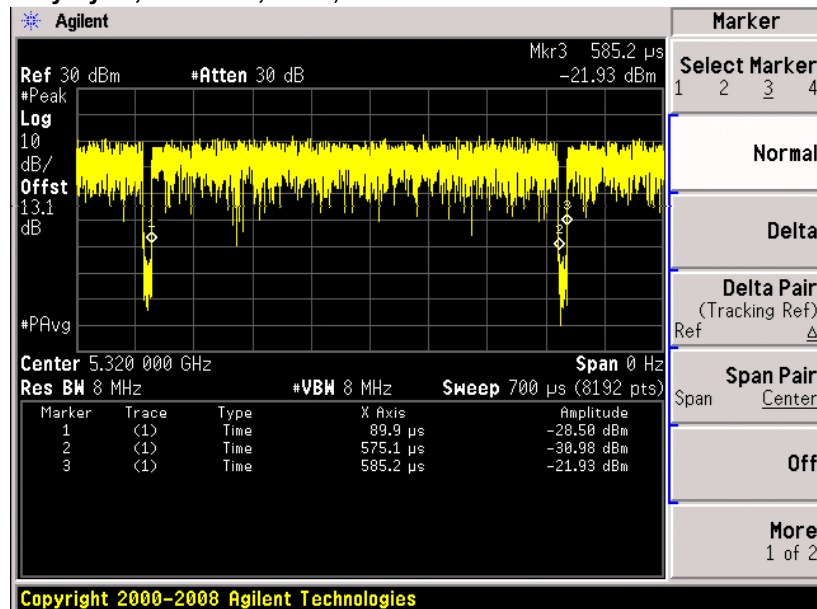 Agilent
Marker
Mkr3 585.2 µs
Ref 30 dBm #Atten 30 dB -21.93 dBm
#Peak
Log
10
dB/
Offst
13.1
dB
#PAvg
1
2
3
Center 5.320 000 GHz Span 0 Hz
Res BW 8 MHz #VBW 8 MHz Sweep 700 µs (8192 pts)
Marker Trace Type X Axis Amplitude
1 (1) Time 89.9 µs -28.50 dBm
2 (1) Time 575.1 µs -30.98 dBm
3 (1) Time 585.2 µs -21.93 dBm
Select Marker
1 2 3 4
Normal
Delta
Delta Pair
(Tracking Ref)
Ref Δ
Span Pair
Span Center
Off
More
1 of 2
Copyright 2000-2008 Agilent Technologies